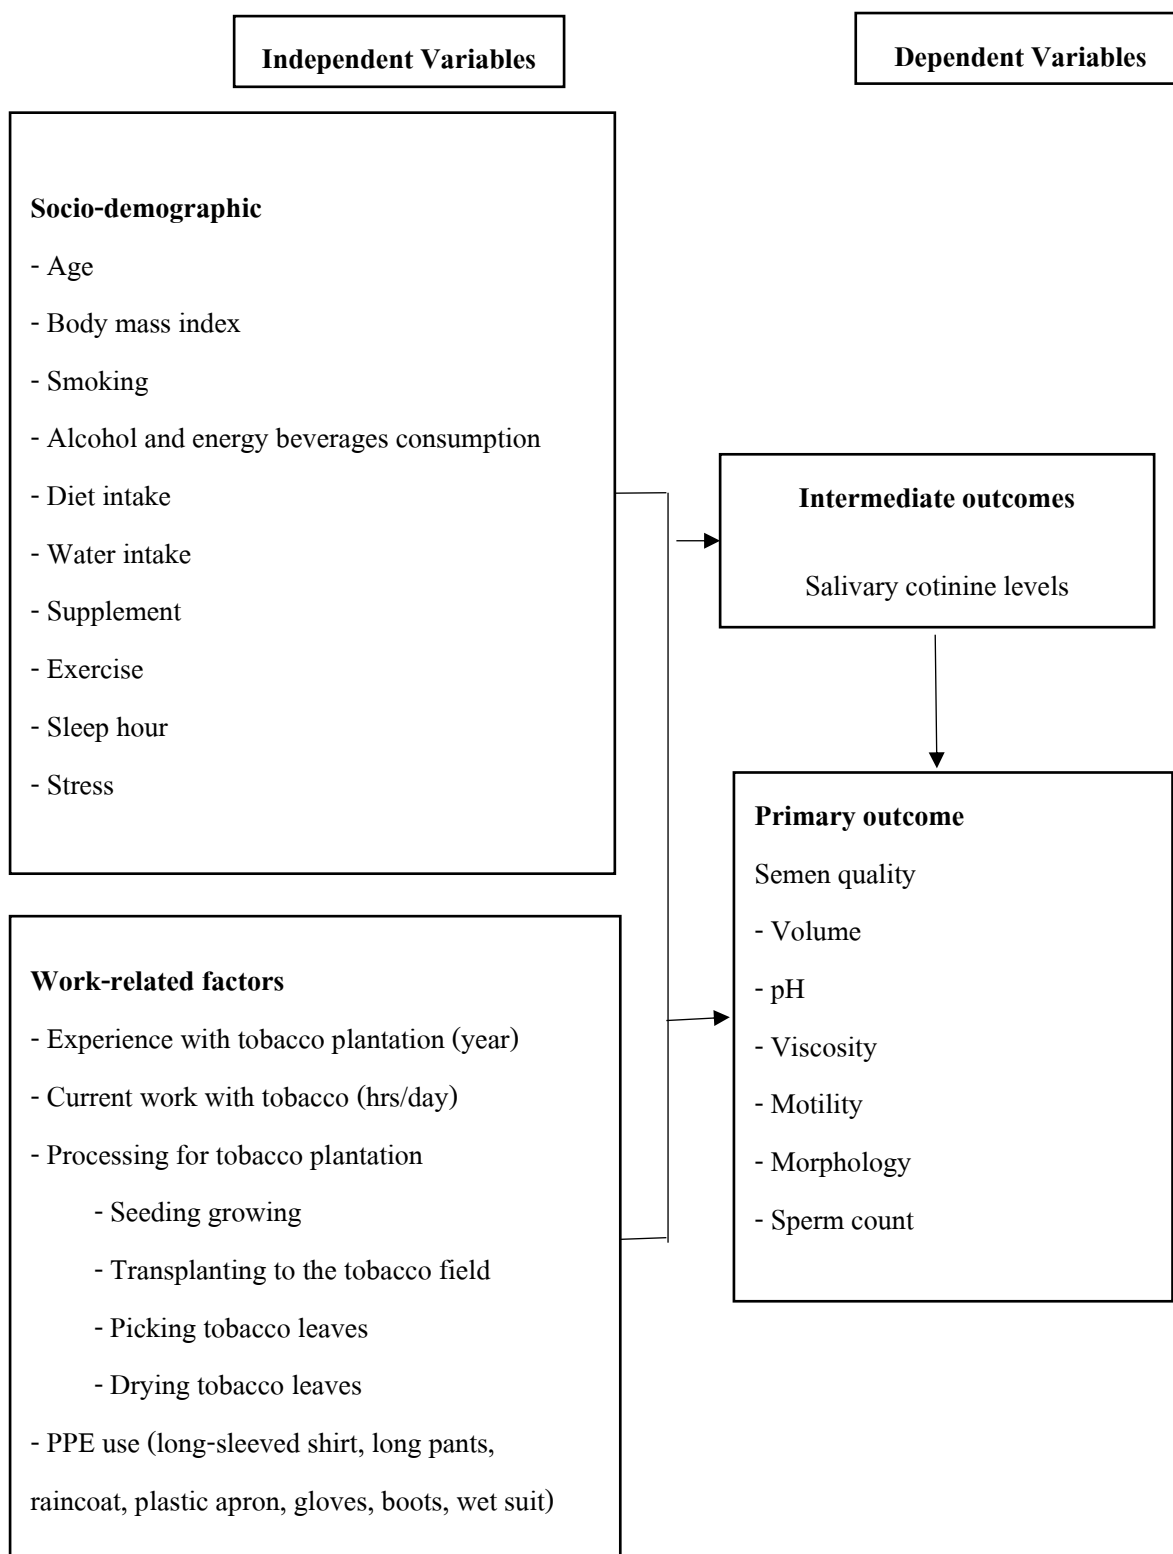 Independent Variables
Dependent Variables
Socio-demographic
- Age
- Body mass index
- Smoking
- Alcohol and energy beverages consumption
- Diet intake
- Water intake
- Supplement
- Exercise
- Sleep hour
- Stress
Intermediate outcomes
Salivary cotinine levels
Primary outcome
Semen quality
- Volume
- pH
- Viscosity
- Motility
- Morphology
- Sperm count
Work-related factors
- Experience with tobacco plantation (year)
- Current work with tobacco (hrs/day)
- Processing for tobacco plantation
- Seeding growing
- Transplanting to the tobacco field
- Picking tobacco leaves
- Drying tobacco leaves
- PPE use (long-sleeved shirt, long pants,
raincoat, plastic apron, gloves, boots, wet suit)